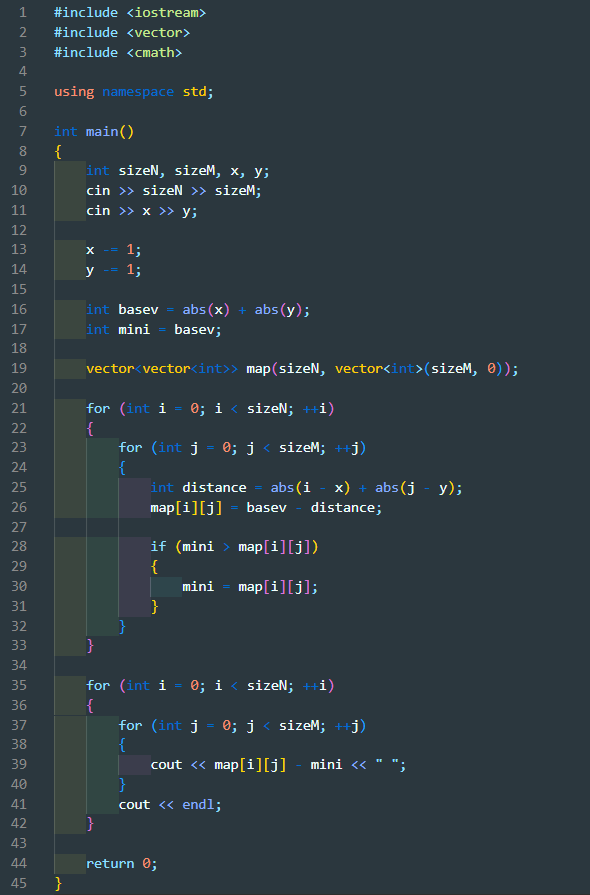 1 #include <iostream>
2 #include <vector>
3 #include <cmath>
4
5 using namespace std;
6
7 int main()
8 {
9 int sizeN, sizeM, x, y;
10 cin >> sizeN >> sizeM;
11 cin >> x >> y;
12
13 x -= 1;
14 y -= 1;
15
16 int basev = abs(x) + abs(y);
17 int mini = basev;
18
19 vector<vector<int>> map(sizeN, vector<int>(sizeM, 0));
20
21 for (int i = 0; i < sizeN; ++i)
22 {
23 for (int j = 0; j < sizeM; ++j)
24 {
25 int distance = abs(i - x) + abs(j - y);
26 map[i][j] = basev - distance;
27
28 if (mini > map[i][j])
29 {
30 mini = map[i][j];
31 }
32 }
33 }
34
35 for (int i = 0; i < sizeN; ++i)
36 {
37 for (int j = 0; j < sizeM; ++j)
38 {
39 cout << map[i][j] - mini << " ";
40 }
41 cout << endl;
42 }
43
44 return 0;
45 }